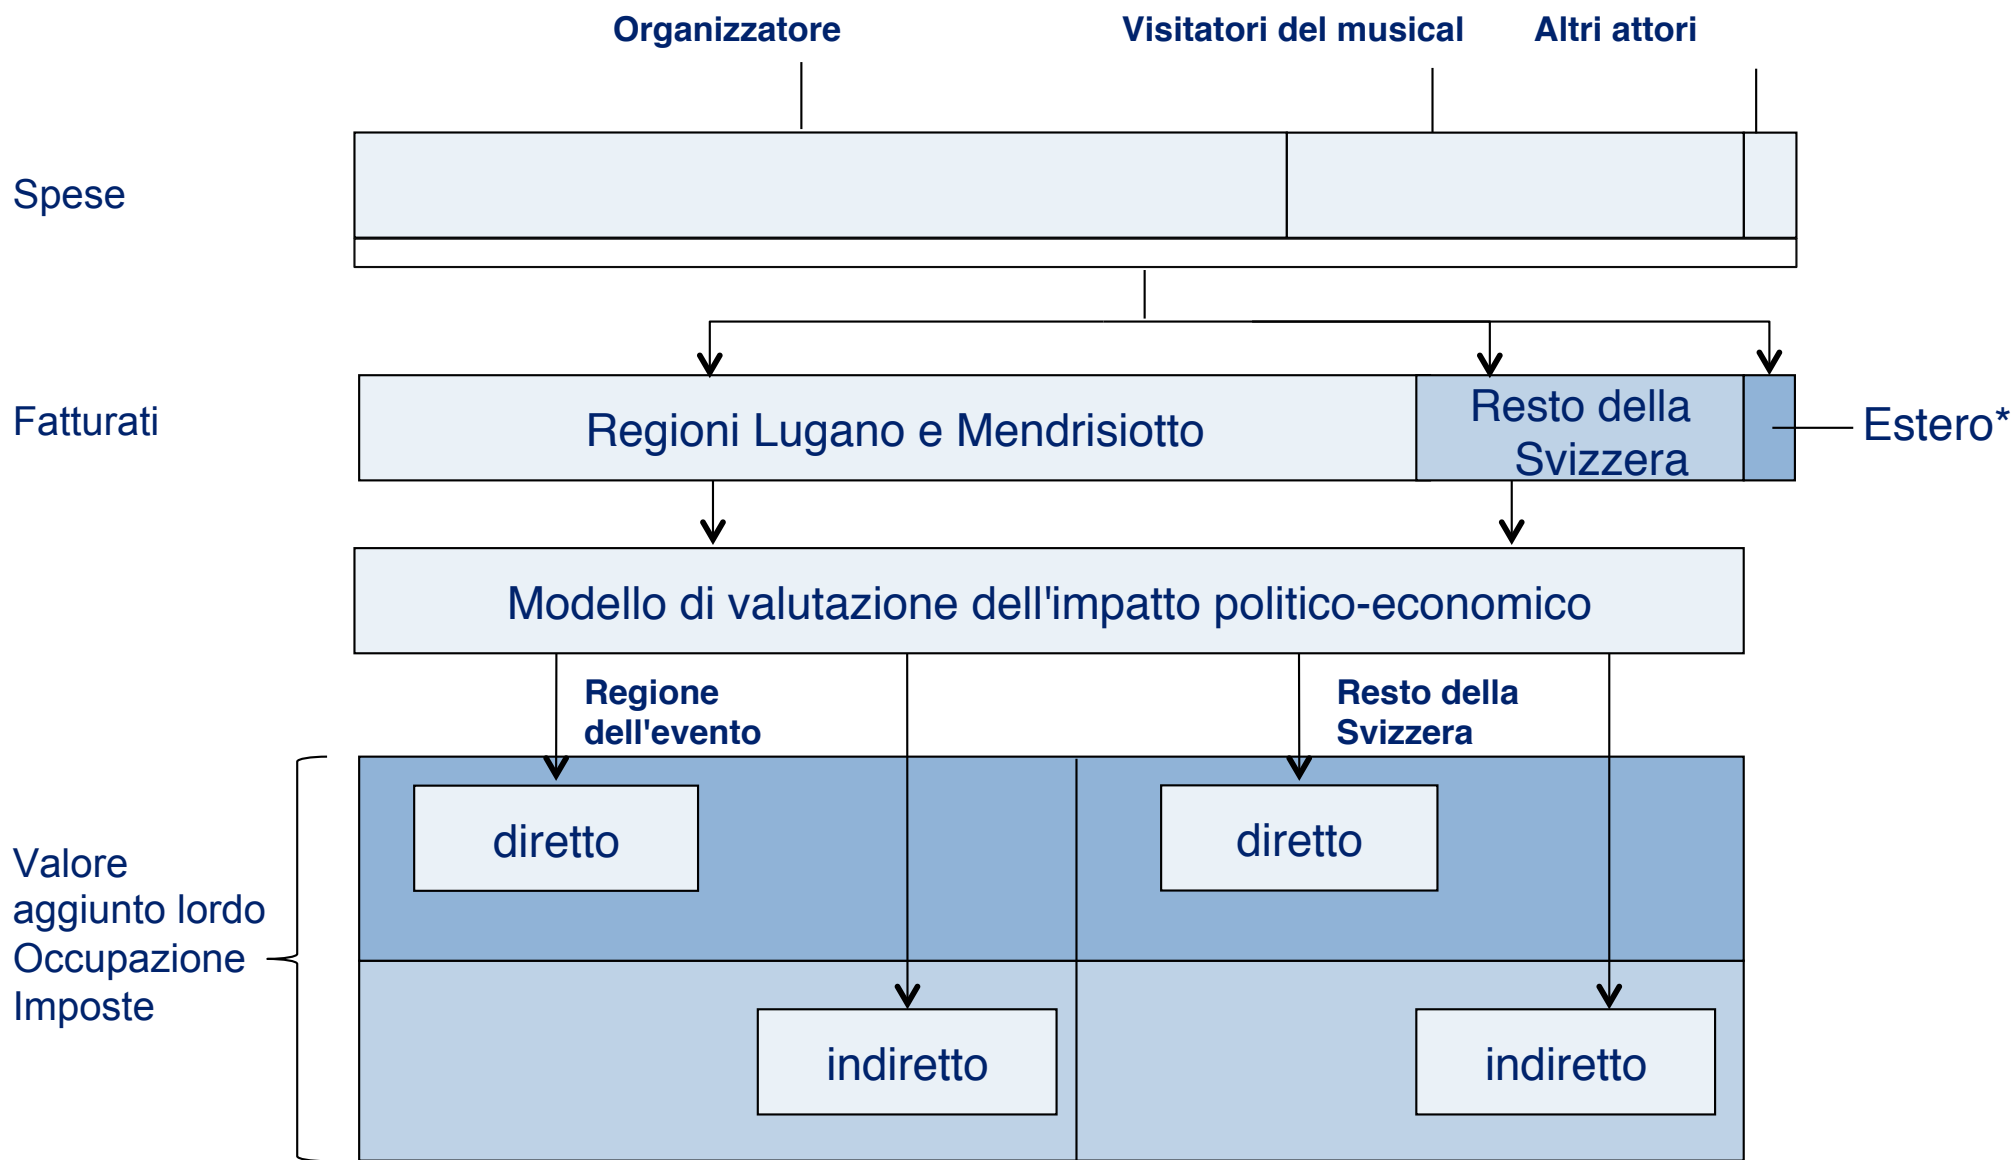 Organizzatore
Visitatori del musical
Altri attori
Spese
Fatturati
Regioni Lugano e Mendrisiotto
Resto della
Svizzera
Estero*
Modello di valutazione dell'impatto politico-economico
Regione
dell'evento
Resto della
Svizzera
Valore
aggiunto lordo
Occupazione
Imposte
diretto
diretto
indiretto
indiretto